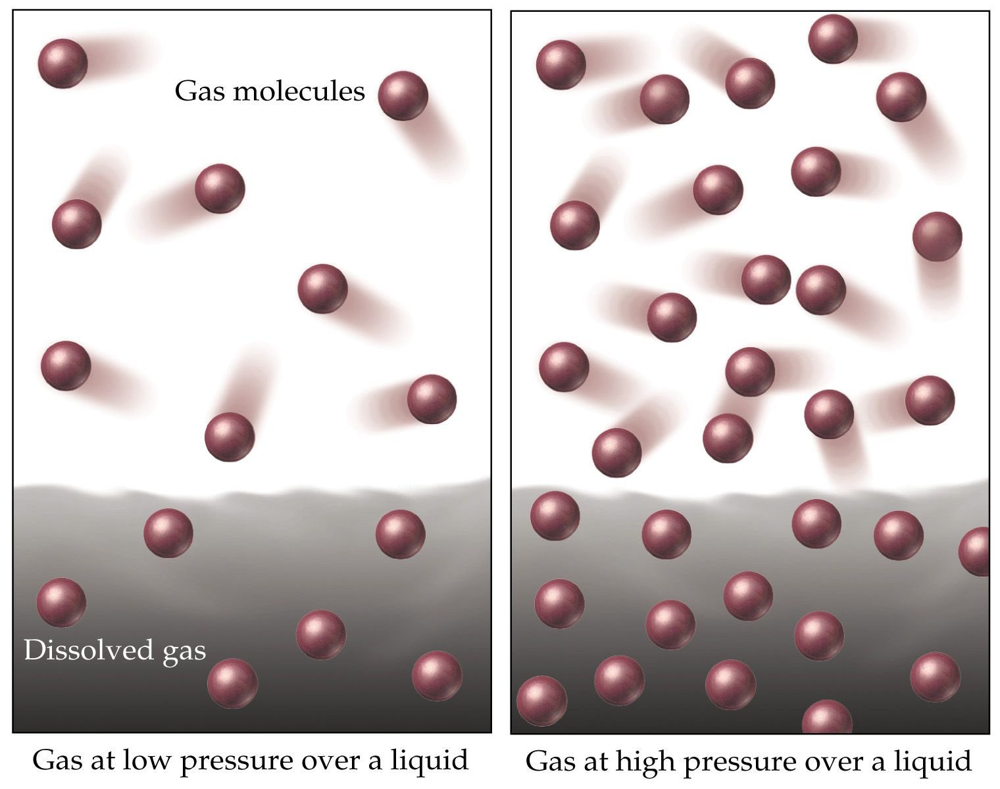 Gas molecules
Dissolved gas
Gas at low pressure over a liquid
Gas at high pressure over a liquid